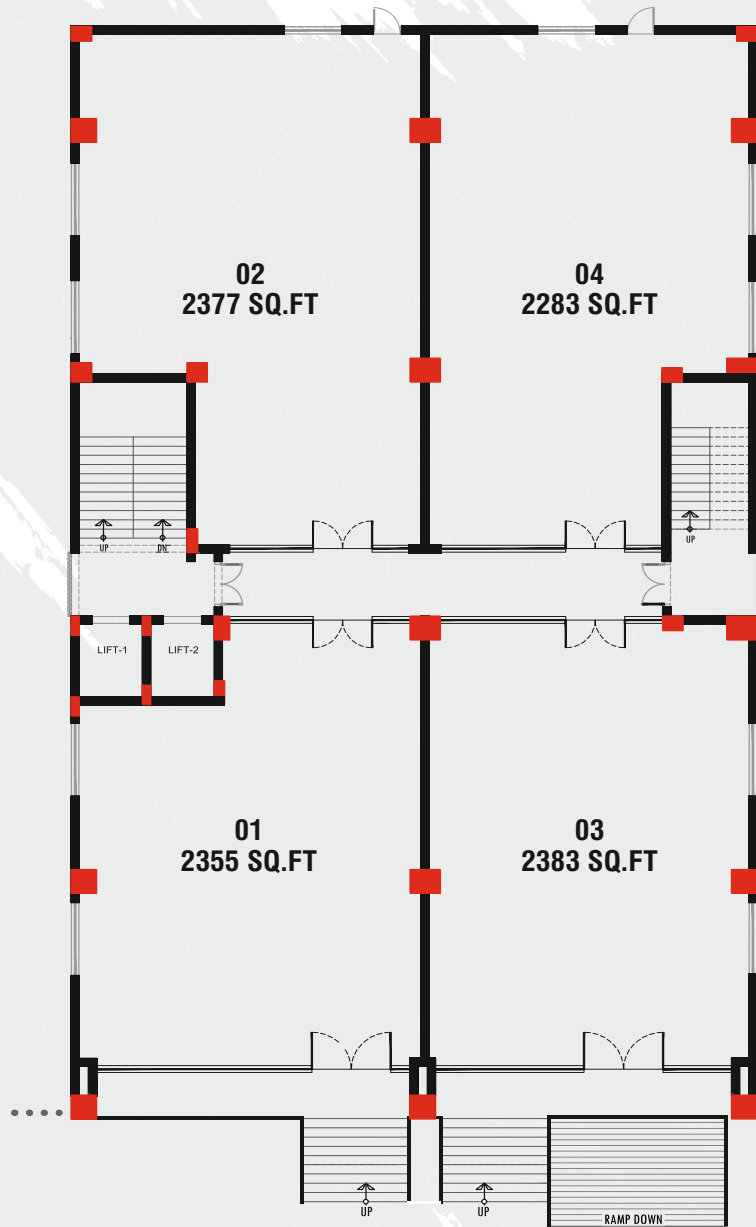 02
2377 SQ.FT
04
2283 SQ.FT
UP
DN
UP
LIFT-1
LIFT-2
01
2355 SQ.FT
03
2383 SQ.FT
UP
UP
RAMP DOWN